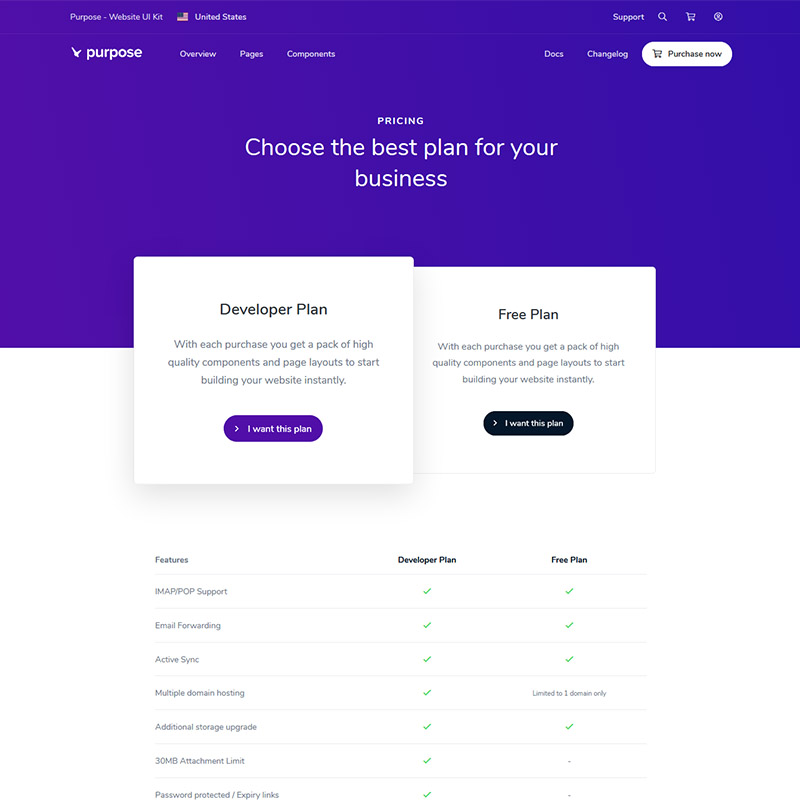 Purpose - Website UI Kit United States Support
purpose Overview Pages Components Docs Changelog Purchase now
PRICING
Choose the best plan for your
business
Developer Plan
With each purchase you get a pack of high
quality components and page layouts to start
building your website instantly.
I want this plan
Free Plan
With each purchase you get a pack of high
quality components and page layouts to start
building your website instantly.
I want this plan
Features Developer Plan Free Plan
IMAP/POP Support
Email Forwarding
Active Sync
Multiple domain hosting Limited to 1 domain only
Additional storage upgrade
30MB Attachment Limit -
Password protected / Expiry links -